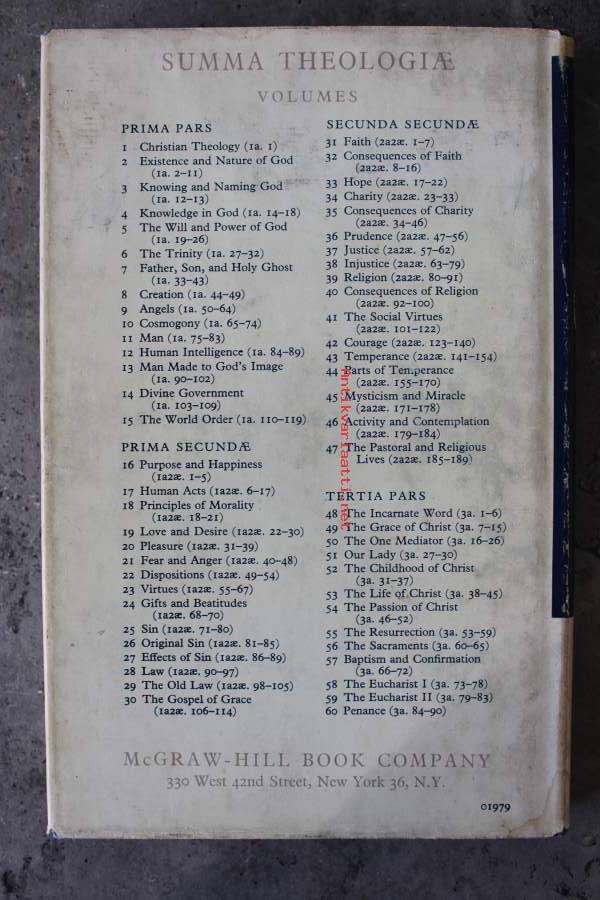 SUMMA THEOLOGIÆ
VOLUMES
PRIMA PARS
1 Christian Theology (1a. 1)
2 Existence and Nature of God
(1a. 2–11)
3 Knowing and Naming God
(1a. 12–13)
4 Knowledge in God (1a. 14–18)
5 The Will and Power of God
(1a. 19–26)
6 The Trinity (1a. 27–32)
7 Father, Son, and Holy Ghost
(1a. 33–43)
8 Creation (1a. 44–49)
9 Angels (1a. 50–64)
10 Cosmogony (1a. 65–74)
11 Man (1a. 75–83)
12 Human Intelligence (1a. 84–89)
13 Man Made to God's Image
(1a. 90–102)
14 Divine Government
(1a. 103–109)
15 The World Order (1a. 110–119)
PRIMA SECUNDÆ
16 Purpose and Happiness
(1a2æ. 1–5)
17 Human Acts (1a2æ. 6–17)
18 Principles of Morality
(1a2æ. 18–21)
19 Love and Desire (1a2æ. 22–30)
20 Pleasure (1a2æ. 31–39)
21 Fear and Anger (1a2æ. 40–48)
22 Dispositions (1a2æ. 49–54)
23 Virtues (1a2æ. 55–67)
24 Gifts and Beatitudes
(1a2æ. 68–70)
25 Sin (1a2æ. 71–80)
26 Original Sin (1a2æ. 81–85)
27 Effects of Sin (1a2æ. 86–89)
28 Law (1a2æ. 90–97)
29 The Old Law (1a2æ. 98–105)
30 The Gospel of Grace
(1a2æ. 106–114)
SECUNDA SECUNDÆ
31 Faith (2a2æ. 1–7)
32 Consequences of Faith
(2a2æ. 8–16)
33 Hope (2a2æ. 17–22)
34 Charity (2a2æ. 23–33)
35 Consequences of Charity
(2a2æ. 34–46)
36 Prudence (2a2æ. 47–56)
37 Justice (2a2æ. 57–62)
38 Injustice (2a2æ. 63–79)
39 Religion (2a2æ. 80–91)
40 Consequences of Religion
(2a2æ. 92–100)
41 The Social Virtues
(2a2æ. 101–122)
42 Courage (2a2æ. 123–140)
43 Temperance (2a2æ. 141–154)
44 Parts of Temperance
(2a2æ. 155–170)
45 Mysticism and Miracle
(2a2æ. 171–178)
46 Activity and Contemplation
(2a2æ. 179–184)
47 The Pastoral and Religious
Lives (2a2æ. 185–189)
TERTIA PARS
48 The Incarnate Word (3a. 1–6)
49 The Grace of Christ (3a. 7–15)
50 The One Mediator (3a. 16–26)
51 Our Lady (3a. 27–30)
52 The Childhood of Christ
(3a. 31–37)
53 The Life of Christ (3a. 38–45)
54 The Passion of Christ
(3a. 46–52)
55 The Resurrection (3a. 53–59)
56 The Sacraments (3a. 60–65)
57 Baptism and Confirmation
(3a. 66–72)
58 The Eucharist I (3a. 73–78)
59 The Eucharist II (3a. 79–83)
60 Penance (3a. 84–90)
McGRAW-HILL BOOK COMPANY
330 West 42nd Street, New York 36, N.Y.
01979
antikvariaatti.net